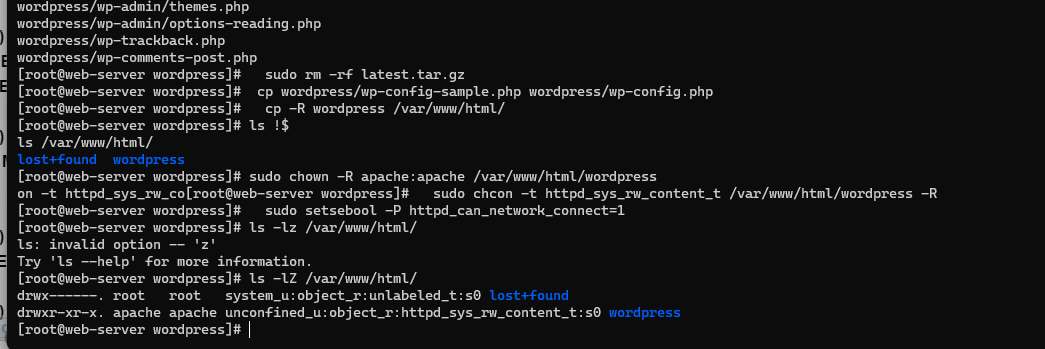 wordpress/wp-admin/themes.php
wordpress/wp-admin/options-reading.php
wordpress/wp-trackback.php
wordpress/wp-comments-post.php
[root@web-server wordpress]#   sudo rm -rf latest.tar.gz
[root@web-server wordpress]#  cp wordpress/wp-config-sample.php wordpress/wp-config.php
[root@web-server wordpress]#   cp -R wordpress /var/www/html/
[root@web-server wordpress]# ls !$
ls /var/www/html/
lost+found  wordpress
[root@web-server wordpress]# sudo chown -R apache:apache /var/www/html/wordpress
on -t httpd_sys_rw_co[root@web-server wordpress]#   sudo chcon -t httpd_sys_rw_content_t /var/www/html/wordpress -R
[root@web-server wordpress]#   sudo setsebool -P httpd_can_network_connect=1
[root@web-server wordpress]# ls -lz /var/www/html/
ls: invalid option -- 'z'
Try 'ls --help' for more information.
[root@web-server wordpress]# ls -lZ /var/www/html/
drwx------. root   root   system_u:object_r:unlabeled_t:s0 lost+found
drwxr-xr-x. apache apache unconfined_u:object_r:httpd_sys_rw_content_t:s0 wordpress
[root@web-server wordpress]#